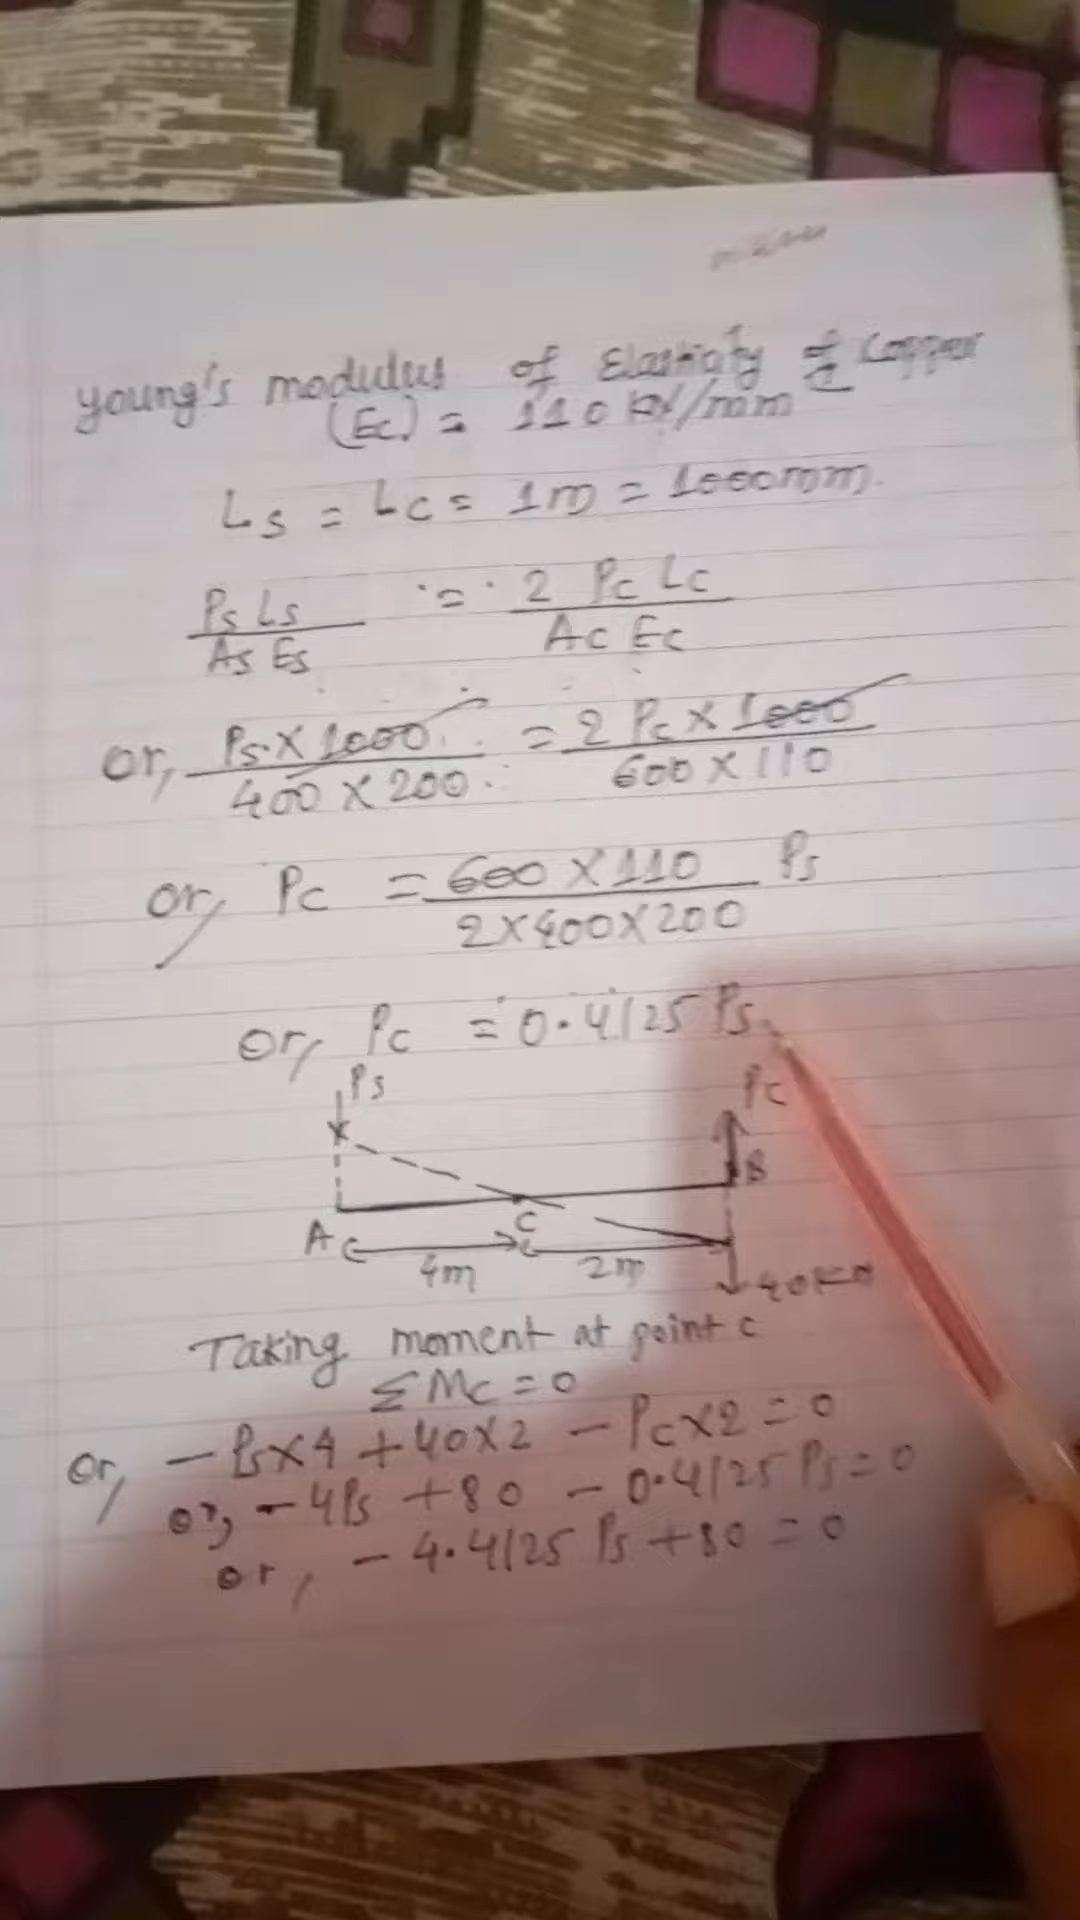 young's modulus of Elasticity of Copper
(Ec) = 110 kN/mm
Ls = Lc = 1m = 1000mm.
Ps Ls / As Es = 2 Pc Lc / Ac Ec
or, Ps × 1000 / 400 × 200 = 2 Pc × 1000 / 600 × 110
or, Pc = 600 × 110 / 2 × 400 × 200 Ps
or, Pc = 0.4125 Ps
Ps
Pc
B
A
C
4m
2m
40KN
Taking moment at point c
ΣMc = 0
or, - Ps×4 + 40×2 - Pc×2 = 0
or, - 4Ps + 80 - 0.4125 Ps = 0
or, - 4.4125 Ps + 80 = 0